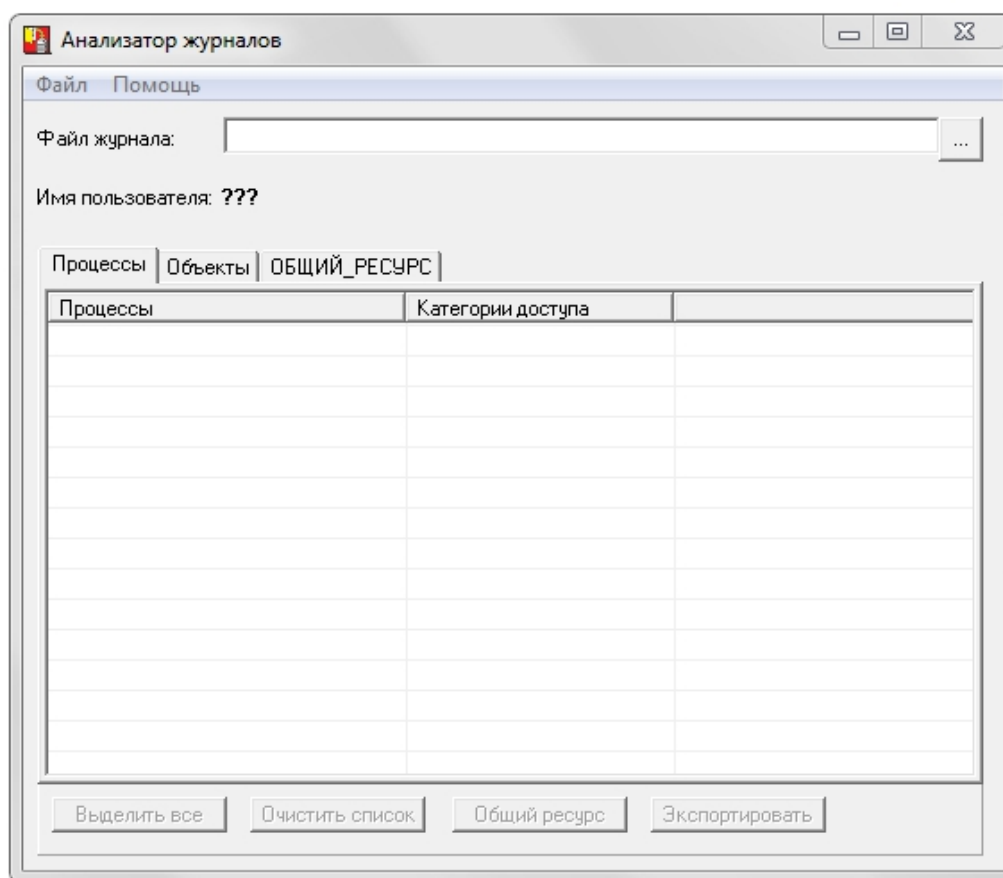 Анализатор журналов
Файл Помощь
Файл журнала: ...
Имя пользователя: ???
Процессы Объекты ОБЩИЙ_РЕСУРС
Процессы Категории доступа
Выделить все Очистить список Общий ресурс Экспортировать